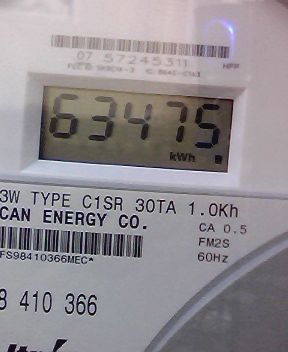 07 57245311
HPP
63475
kWh
3W TYPE C1SR 30TA 1.0Kh
CAN ENERGY CO.
CA 0.5
FM2S
60Hz
FS98410366MEC*
8 410 366